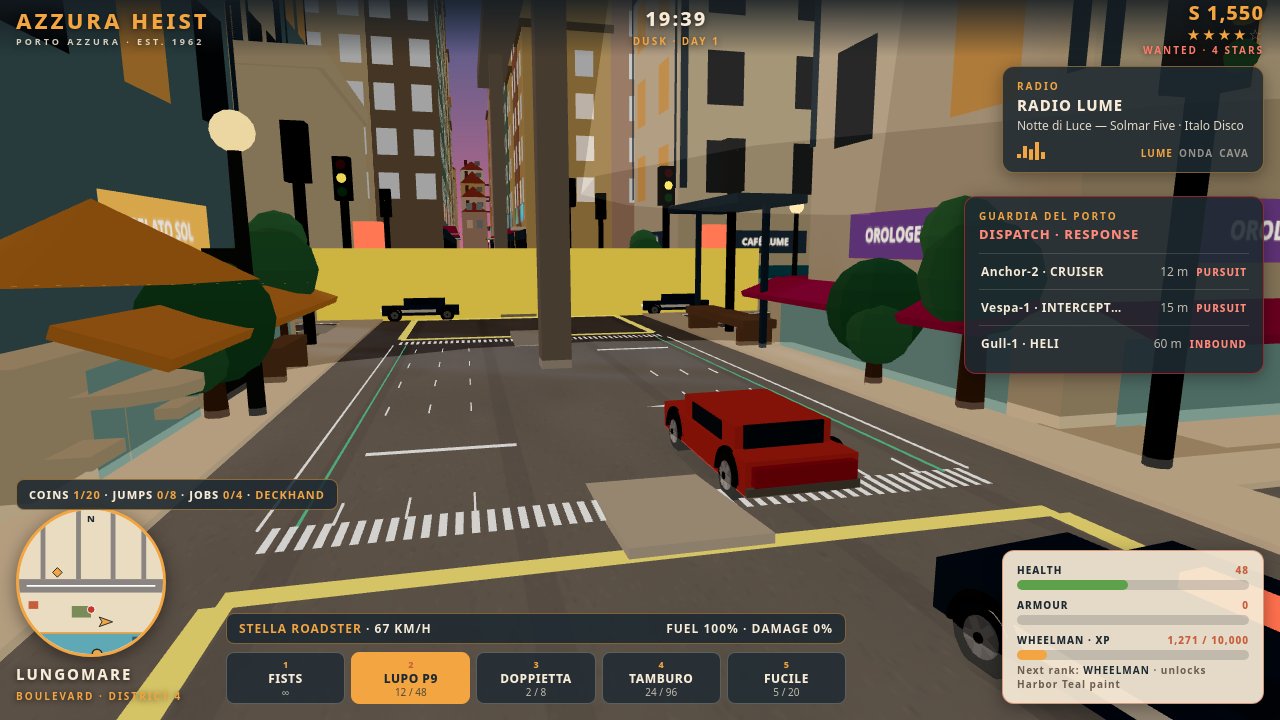 AZZURA HEIST
PORTO AZZURA · EST. 1962
19:39
DUSK · DAY 1
S 1,550
★★★★☆
WANTED · 4 STARS
RADIO
RADIO LUME
Notte di Luce — Solmar Five · Italo Disco
LUME ONDA CAVA
GUARDIA DEL PORTO
DISPATCH · RESPONSE
Anchor-2 · CRUISER 12 m PURSUIT
Vespa-1 · INTERCEPT… 15 m PURSUIT
Gull-1 · HELI 60 m INBOUND
SOL
CAFÉ LUME
COINS 1/20 · JUMPS 0/8 · JOBS 0/4 · DECKHAND
N
LUNGOMARE
BOULEVARD · DISTRICT 4
STELLA ROADSTER · 67 KM/H FUEL 100% · DAMAGE 0%
1 FISTS ∞
2 LUPO P9 12 / 48
3 DOPPIETTA 2 / 8
4 TAMBURO 24 / 96
5 FUCILE 5 / 20
HEALTH 48
ARMOUR 0
WHEELMAN · XP 1,271 / 10,000
Next rank: WHEELMAN · unlocks
Harbor Teal paint